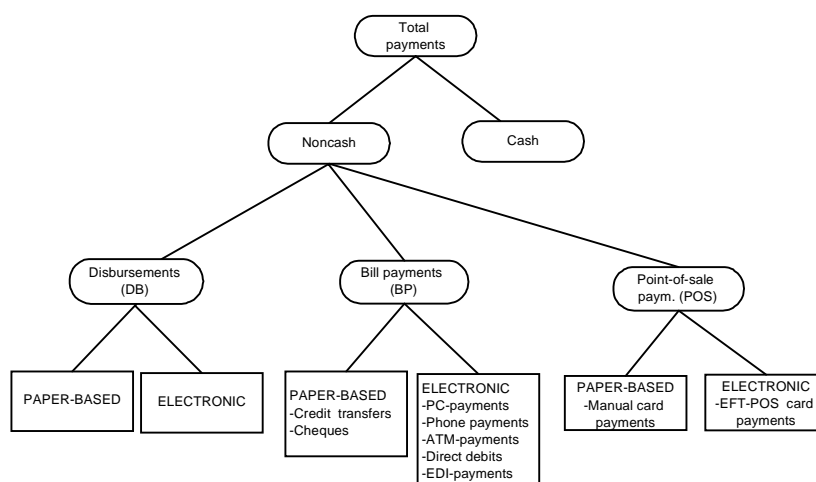 Total
payments
Noncash
Cash
Disbursements
(DB)
Bill payments
(BP)
Point-of-sale
paym. (POS)
PAPER-BASED
ELECTRONIC
PAPER-BASED
-Credit transfers
-Cheques
ELECTRONIC
-PC-payments
-Phone payments
-ATM-payments
-Direct debits
-EDI-payments
PAPER-BASED
-Manual card
payments
ELECTRONIC
-EFT-POS card
payments